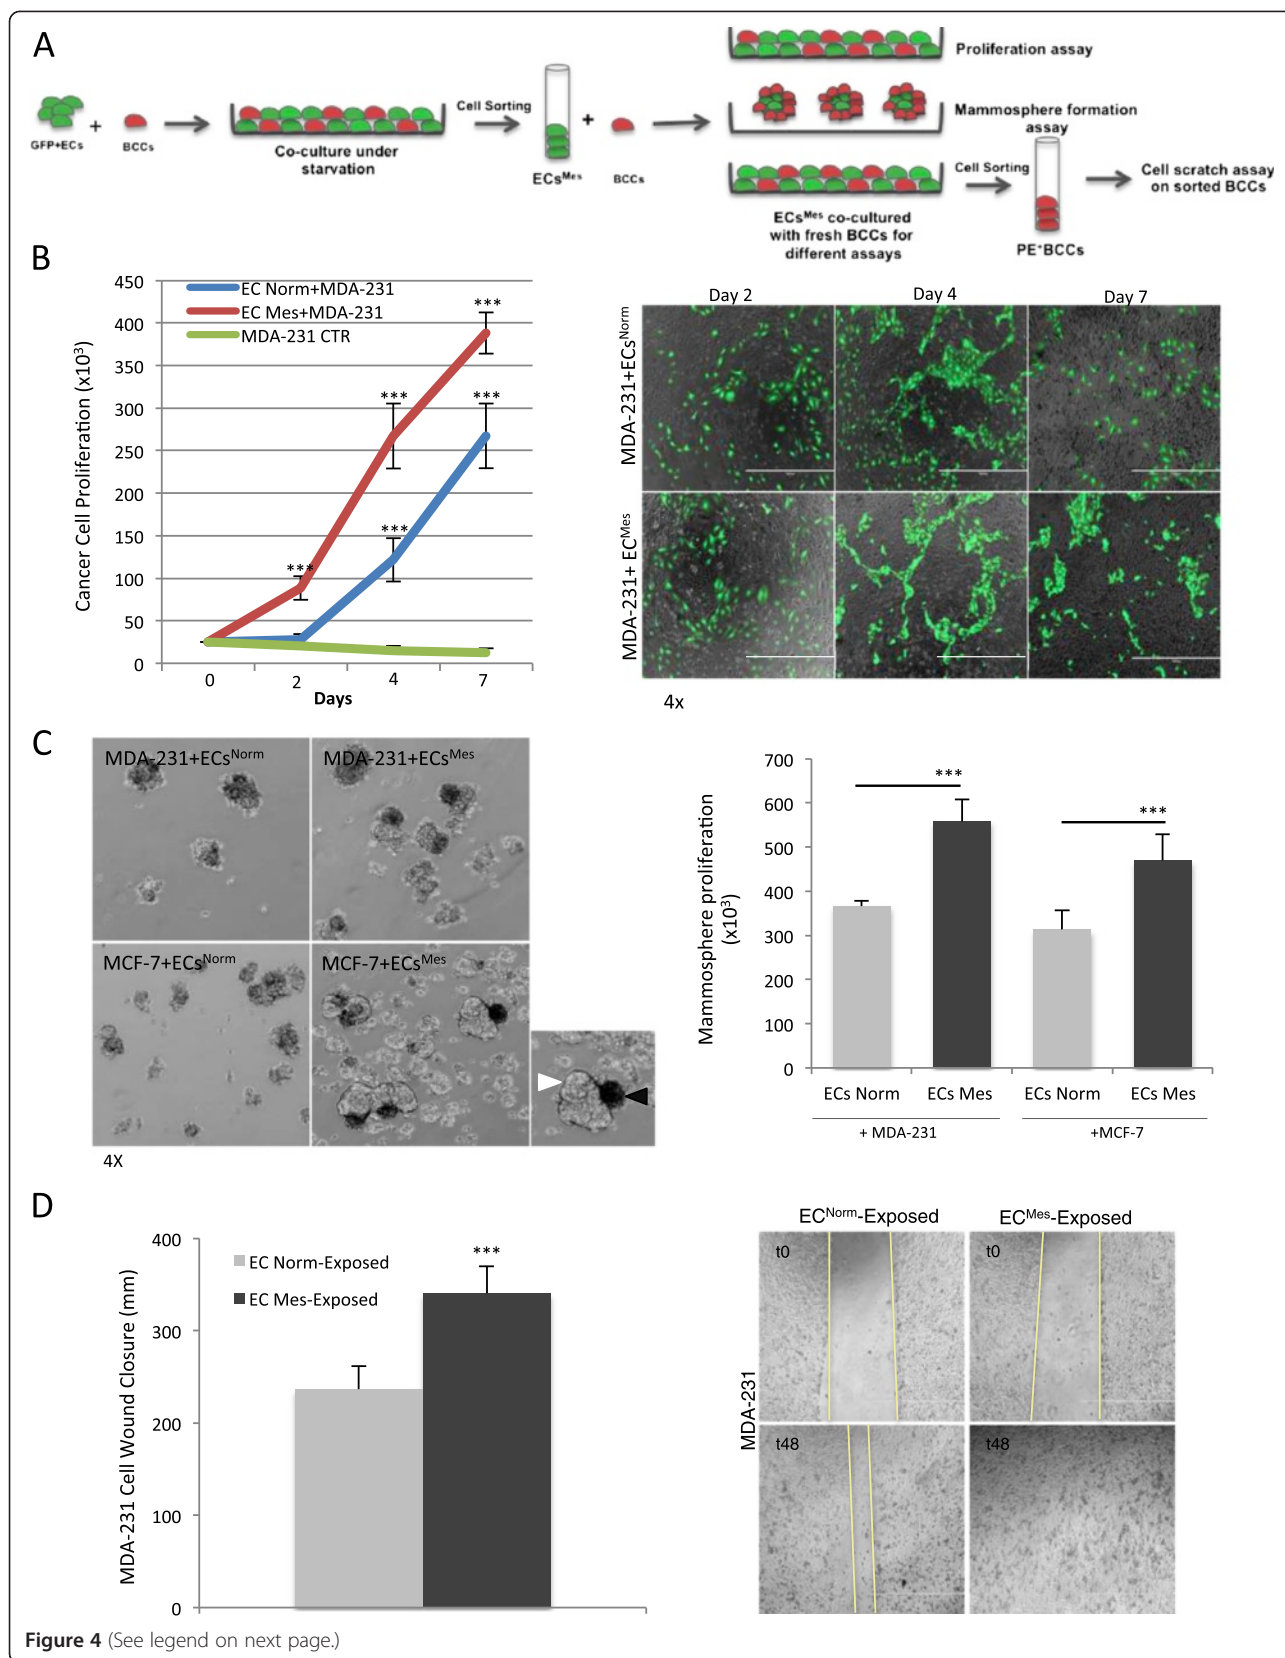 A
GFP+ECs
+
BCCs
Co-culture under
starvation
Cell Sorting
ECsMes
+
BCCs
Proliferation assay
Mammosphere formation
assay
ECsMes co-cultured
with fresh BCCs for
different assays
Cell Sorting
PE+BCCs
Cell scratch assay
on sorted BCCs
B
Cancer Cell Proliferation (x10³)
450
400
350
300
250
200
150
100
50
0
EC Norm+MDA-231
EC Mes+MDA-231
MDA-231 CTR
***
***
***
***
***
0
2
4
7
Days
Day 2
Day 4
Day 7
MDA-231+ECsNorm
MDA-231+ ECMes
4x
C
MDA-231+ECsNorm
MDA-231+ECsMes
MCF-7+ECsNorm
MCF-7+ECsMes
4X
Mammosphere proliferation
(x10³)
700
600
500
400
300
200
100
0
***
***
ECs Norm
ECs Mes
ECs Norm
ECs Mes
+ MDA-231
+MCF-7
D
MDA-231 Cell Wound Closure (mm)
400
300
200
100
0
EC Norm-Exposed
EC Mes-Exposed
***
ECNorm-Exposed
ECMes-Exposed
MDA-231
t0
t0
t48
t48
Figure 4 (See legend on next page.)